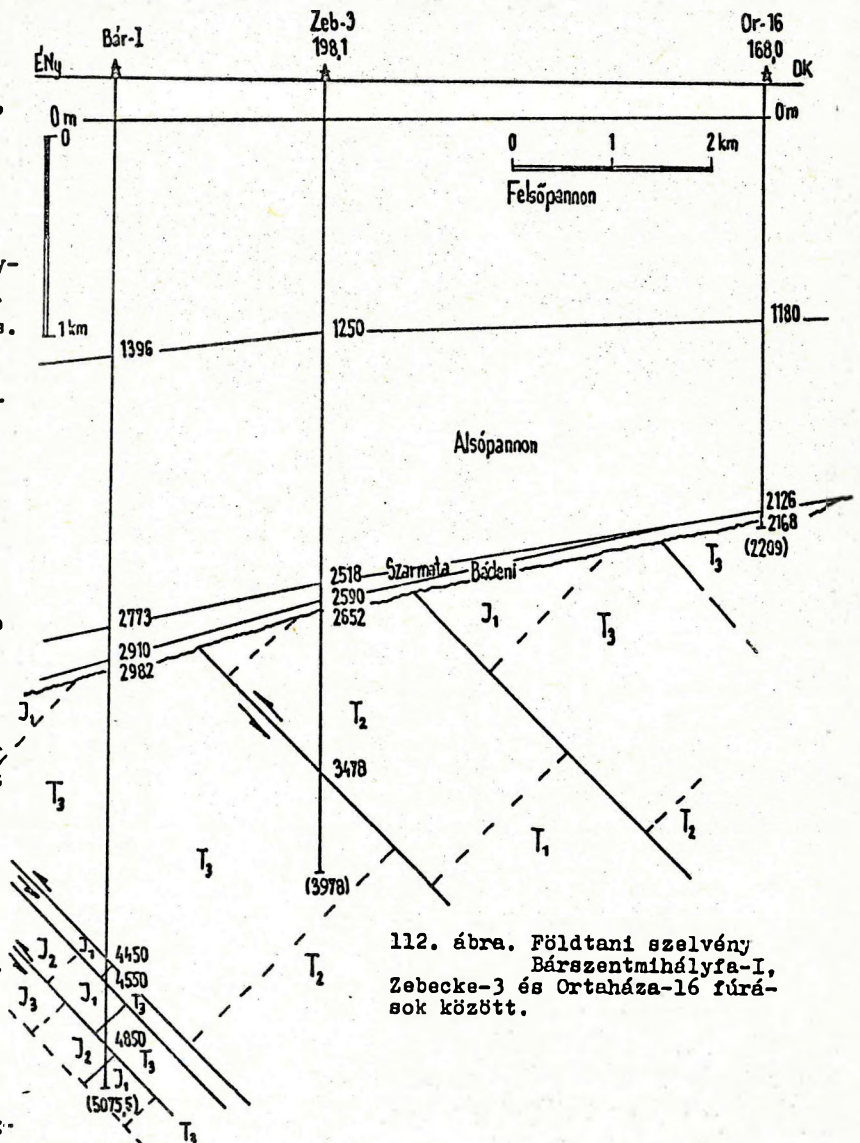 Bár-I
Zeb-3
198,1
Or-16
168,0
ÉNy
DK
0m
0m
0
1 km
0 1 2 km
Felsőpannon
1396
1250
1180
Alsópannon
2126
2168
(2209)
2518
Szarmata
Bádeni
2590
2652
2773
2910
2982
J₁
T₃
T₃
J₁
T₃
T₂
3478
T₃
T₁
T₂
(3978)
T₂
J₂
J₁
4450
4550
J₃
J₁
T₃
4850
J₂
T₃
J₁
(5075,5)
T₃
112. ábra. Földtani szelvény
Bárszentmihályfa-I,
Zebecke-3 és Ortaháza-16 fúrá-
sok között.